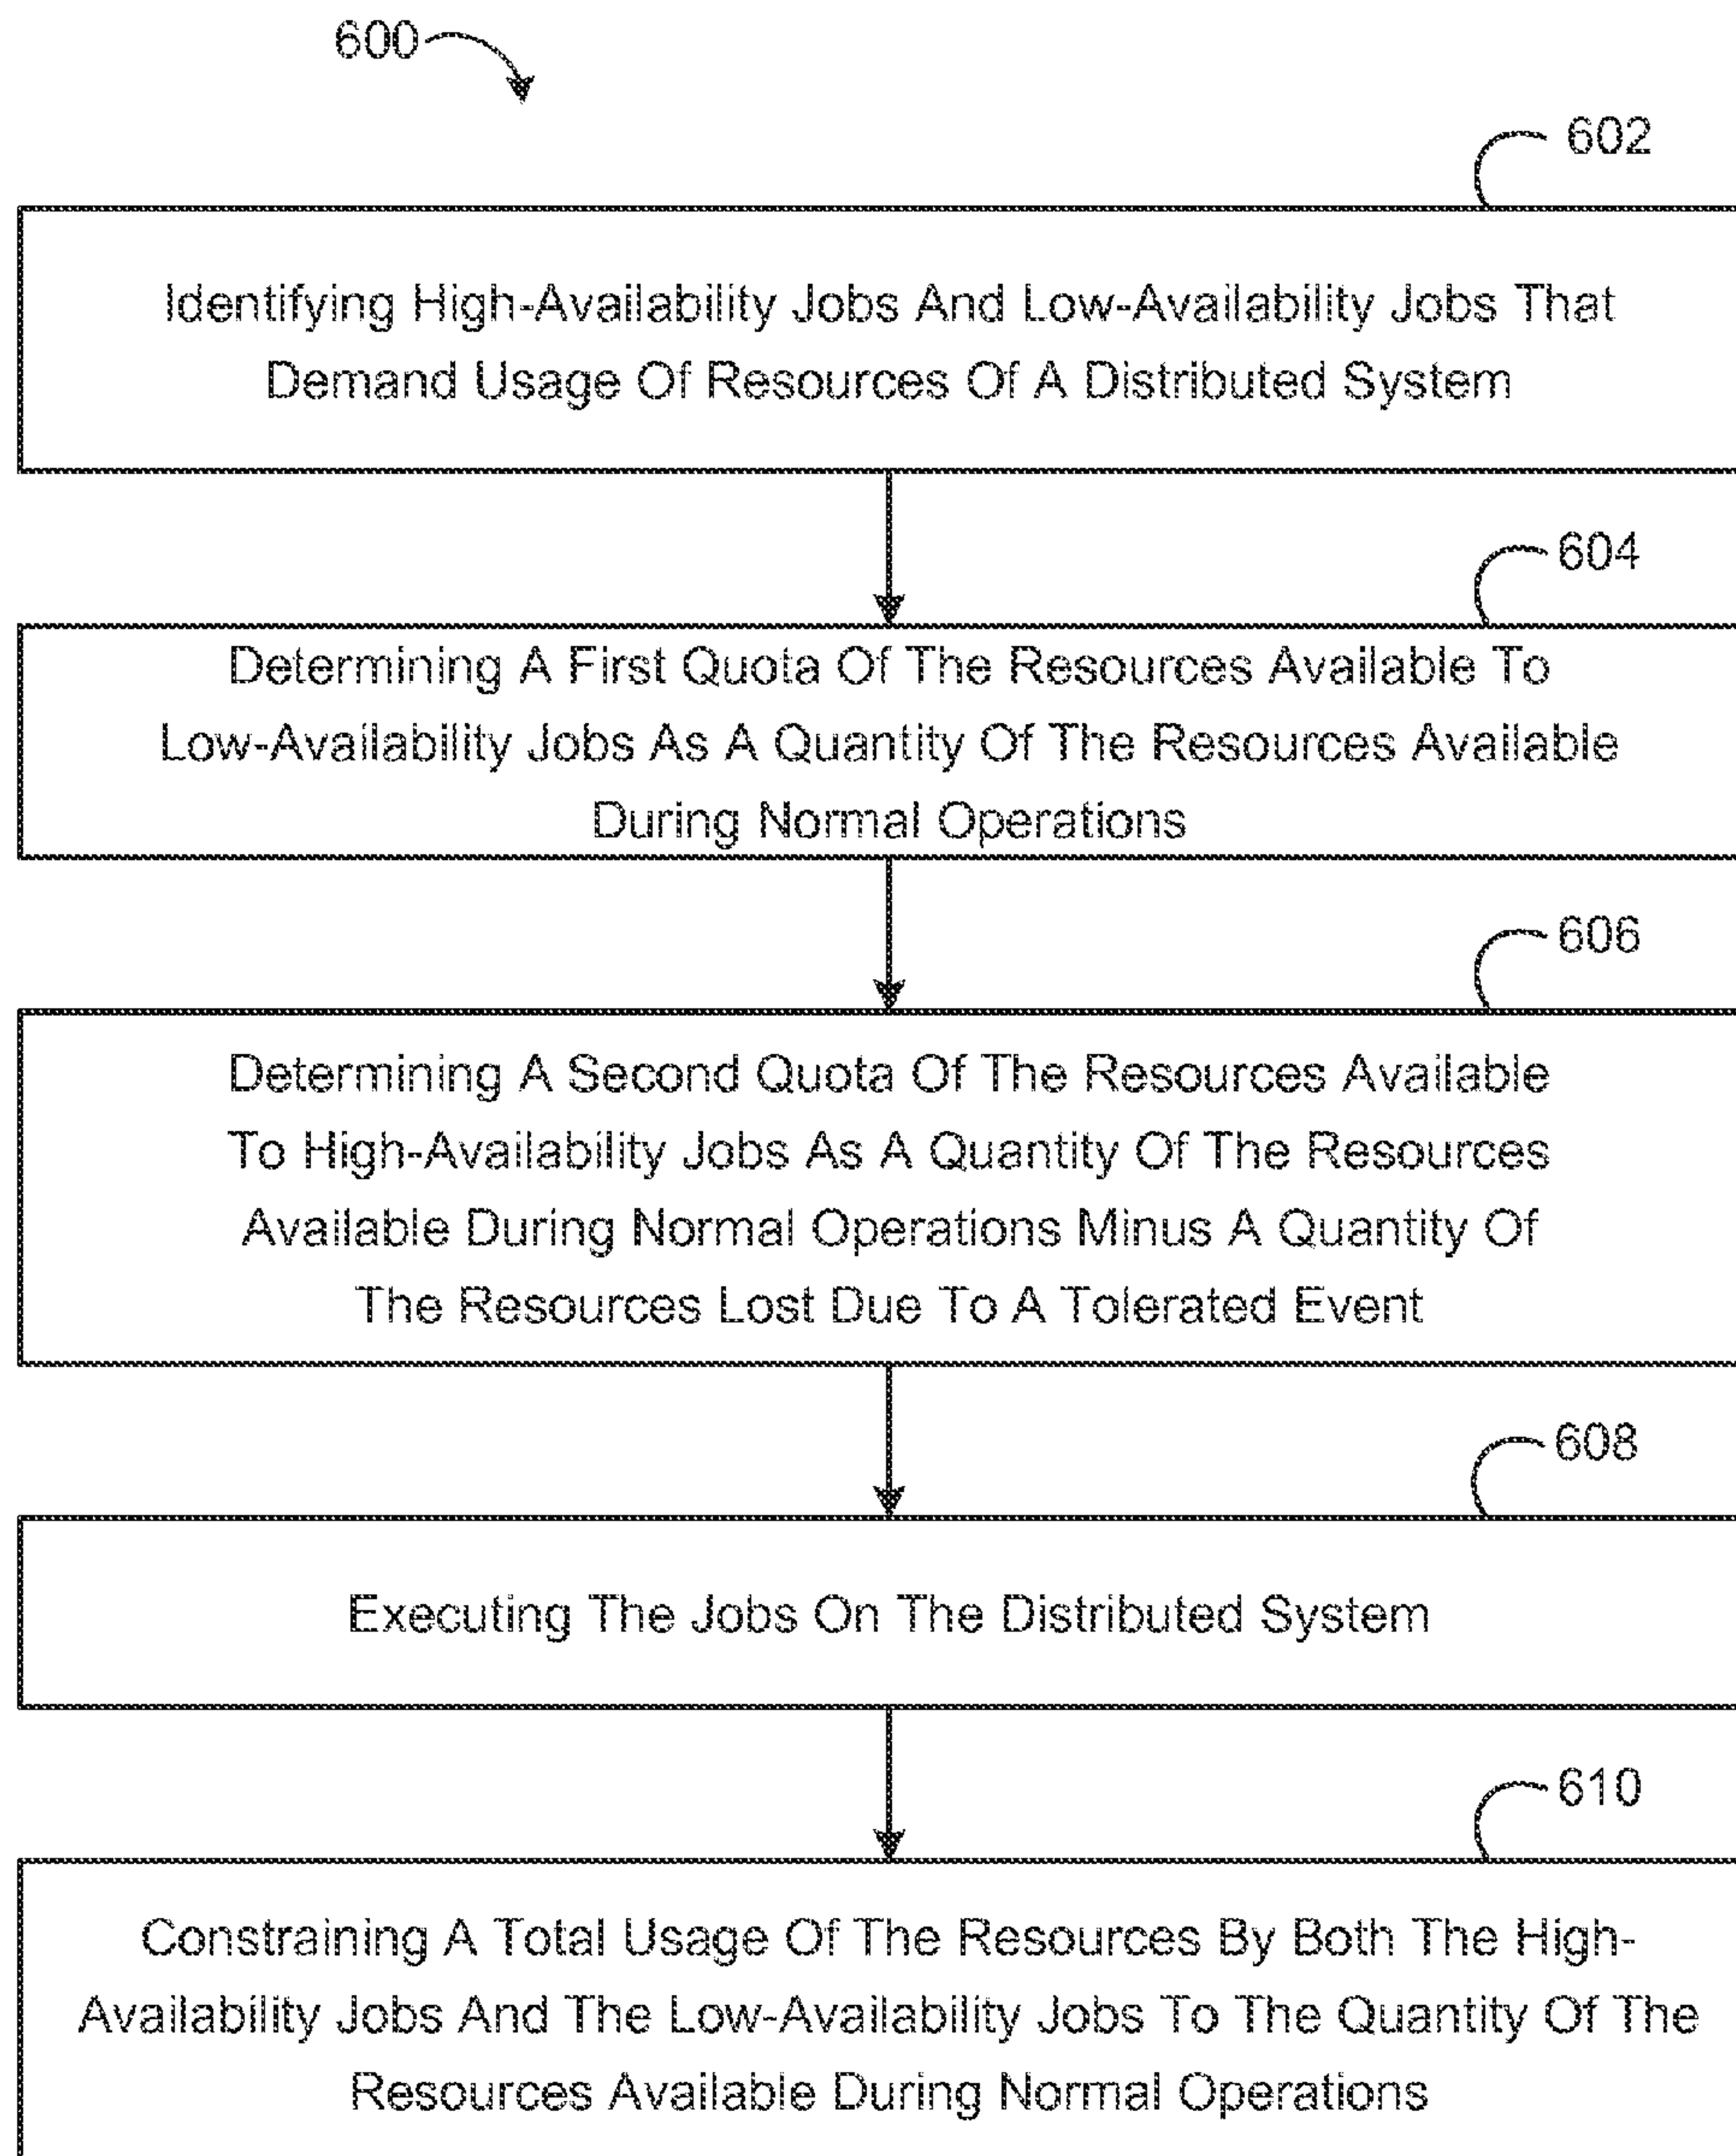 600
602
Identifying High-Availability Jobs And Low-Availability Jobs That
Demand Usage Of Resources Of A Distributed System
604
Determining A First Quota Of The Resources Available To
Low-Availability Jobs As A Quantity Of The Resources Available
During Normal Operations
606
Determining A Second Quota Of The Resources Available
To High-Availability Jobs As A Quantity Of The Resources
Available During Normal Operations Minus A Quantity Of
The Resources Lost Due To A Tolerated Event
608
Executing The Jobs On The Distributed System
610
Constraining A Total Usage Of The Resources By Both The High-
Availability Jobs And The Low-Availability Jobs To The Quantity Of The
Resources Available During Normal Operations